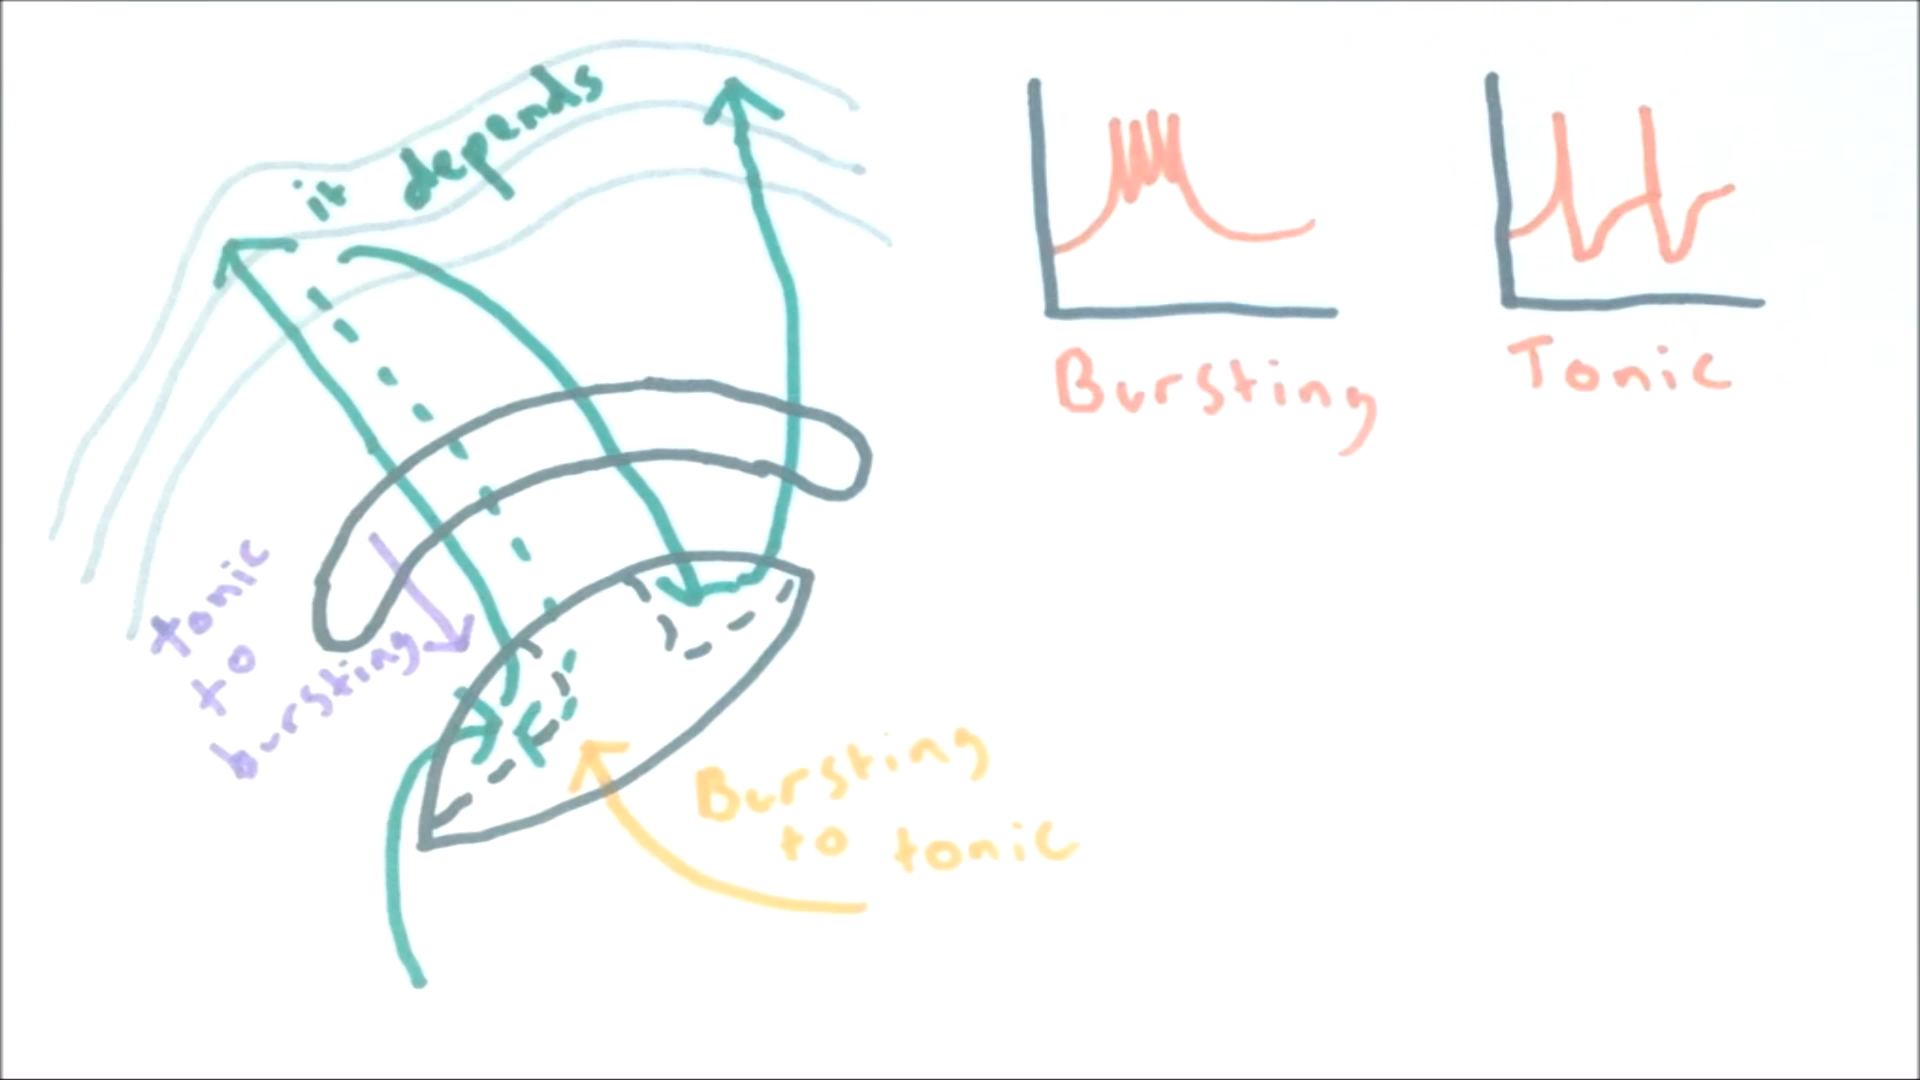 it depends
Bursting
Tonic
tonic
to
bursting
Bursting
to tonic